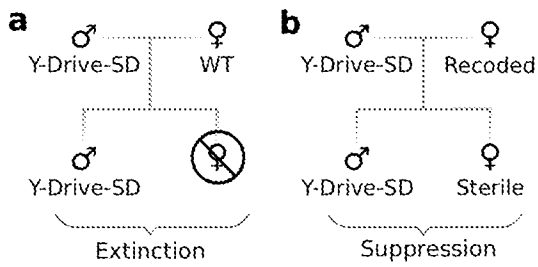 a b
♂ ♀ ♂ ♀
Y-Drive-SD WT Y-Drive-SD Recoded
♂ ♀ ♂ ♀
Y-Drive-SD Y-Drive-SD Sterile
Extinction Suppression